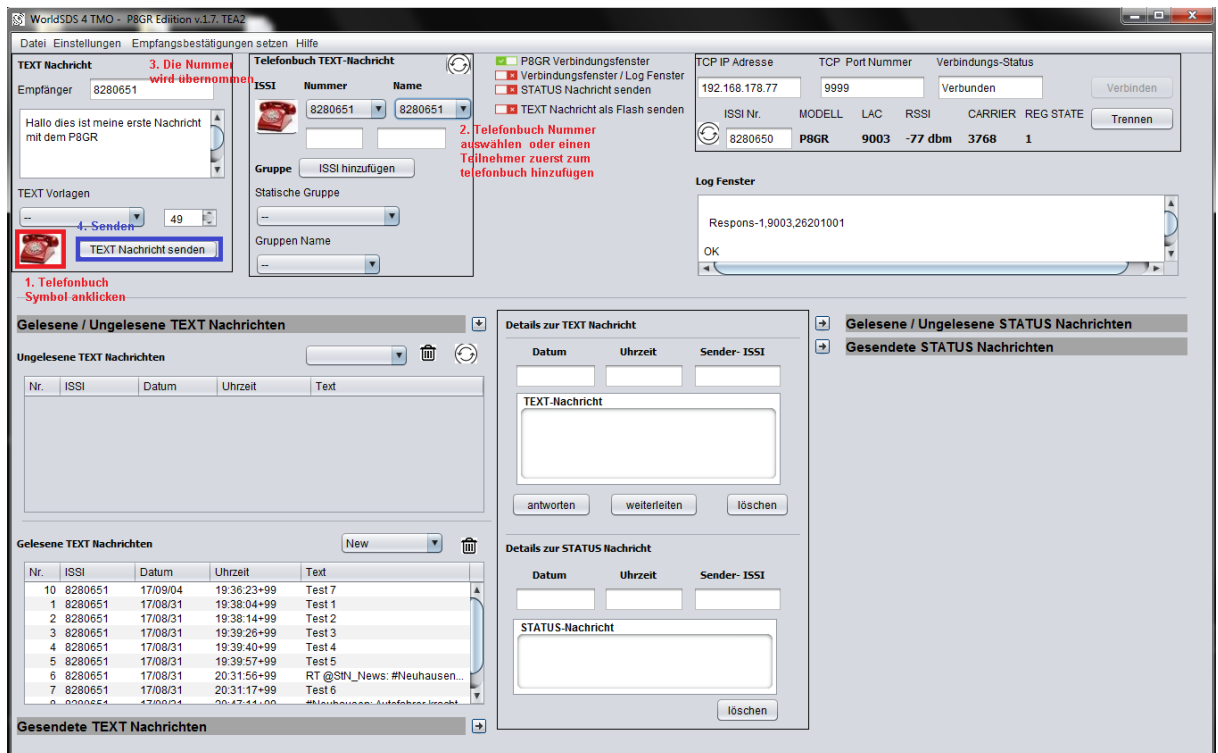 WorldSDS 4 TMO - P8GR Ediition v.1.7. TEA2
Datei Einstellungen Empfangsbestätigungen setzen Hilfe
TEXT Nachricht
3. Die Nummer
wird übernommen
Empfänger 8280651
Hallo dies ist meine erste Nachricht
mit dem P8GR
TEXT Vorlagen
-- 49
4. Senden
TEXT Nachricht senden
1. Telefonbuch
Symbol anklicken
Telefonbuch TEXT-Nachricht
ISSI Nummer Name
8280651 8280651
2. Telefonbuch Nummer
auswählen oder einen
Teilnehmer zuerst zum
telefonbuch hinzufügen
Gruppe ISSI hinzufügen
Statische Gruppe
--
Gruppen Name
--
P8GR Verbindungsfenster
Verbindungsfenster / Log Fenster
STATUS Nachricht senden
TEXT Nachricht als Flash senden
TCP IP Adresse TCP Port Nummer Verbindungs-Status
192.168.178.77 9999 Verbunden Verbinden
ISSI Nr. MODELL LAC RSSI CARRIER REG STATE Trennen
8280650 P8GR 9003 -77 dbm 3768 1
Log Fenster
Respons-1,9003,26201001
OK
Gelesene / Ungelesene TEXT Nachrichten
Ungelesene TEXT Nachrichten
Nr. ISSI Datum Uhrzeit Text
Gelesene TEXT Nachrichten New
Nr. ISSI Datum Uhrzeit Text
10 8280651 17/09/04 19:36:23+99 Test 7
1 8280651 17/08/31 19:38:04+99 Test 1
2 8280651 17/08/31 19:38:14+99 Test 2
3 8280651 17/08/31 19:39:26+99 Test 3
4 8280651 17/08/31 19:39:40+99 Test 4
5 8280651 17/08/31 19:39:57+99 Test 5
6 8280651 17/08/31 20:31:56+99 RT @StN_News: #Neuhausen...
7 8280651 17/08/31 20:31:17+99 Test 6
Gesendete TEXT Nachrichten
Details zur TEXT Nachricht
Datum Uhrzeit Sender- ISSI
TEXT-Nachricht
antworten weiterleiten löschen
Details zur STATUS Nachricht
Datum Uhrzeit Sender- ISSI
STATUS-Nachricht
löschen
Gelesene / Ungelesene STATUS Nachrichten
Gesendete STATUS Nachrichten